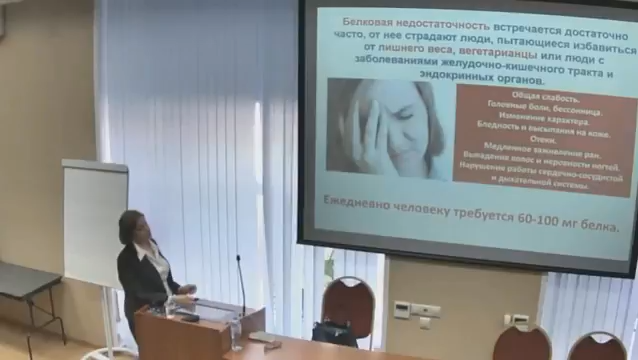 Белковая недостаточность встречается достаточно
часто, от нее страдают люди, пытающиеся избавиться
от лишнего веса, вегетарианцы или люди с
заболеваниями желудочно-кишечного тракта и
эндокринных органов.
Общая слабость.
Головные боли, бессонница.
Изменение характера.
Бледность и высыпания на коже.
Отеки.
Медленное заживление ран.
Выпадение волос и неровности ногтей.
Нарушение работы сердечно-сосудистой
и дыхательной системы.
Ежедневно человеку требуется 60-100 мг белка.